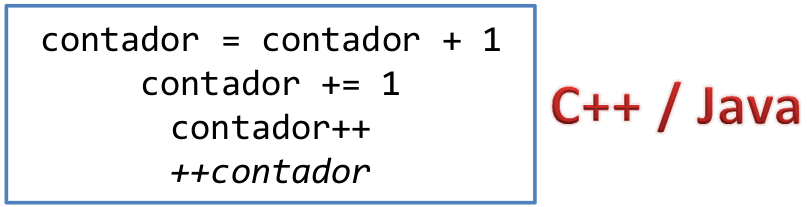 contador = contador + 1
contador += 1
contador++
++contador
C++ / Java